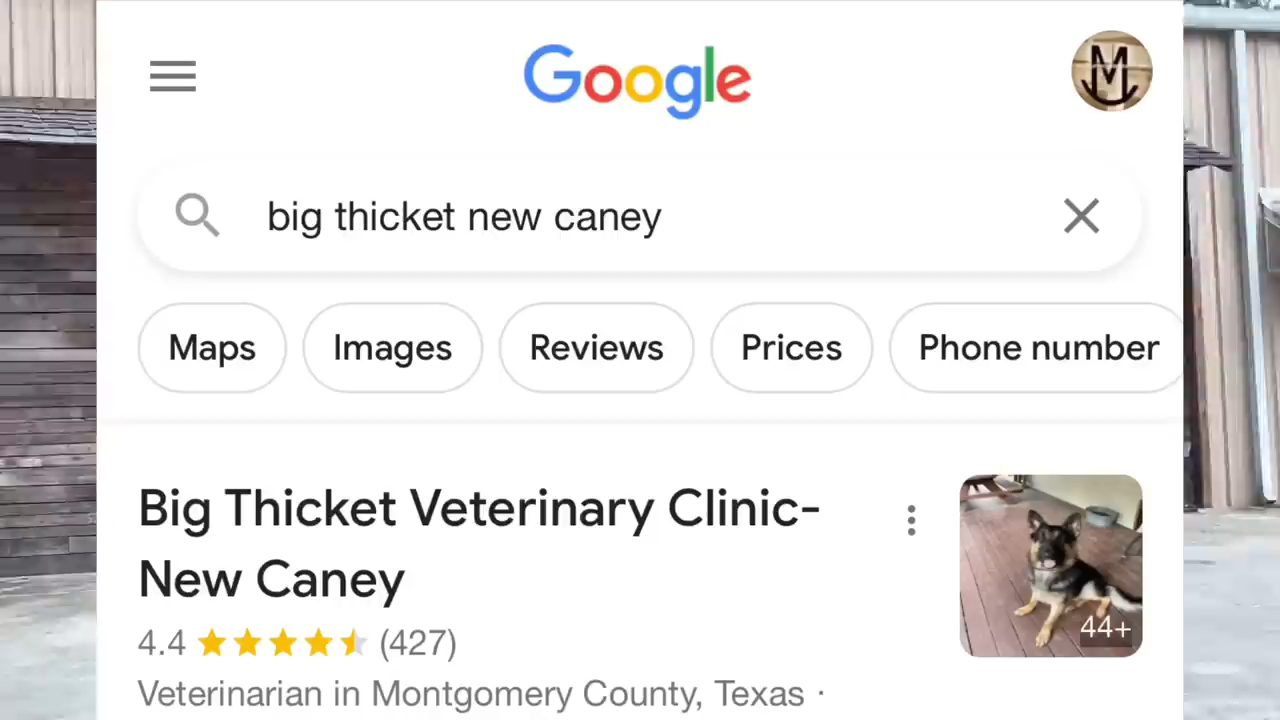 Google
big thicket new caney
Maps Images Reviews Prices Phone number
Big Thicket Veterinary Clinic-
New Caney
4.4 (427)
44+
Veterinarian in Montgomery County, Texas ·